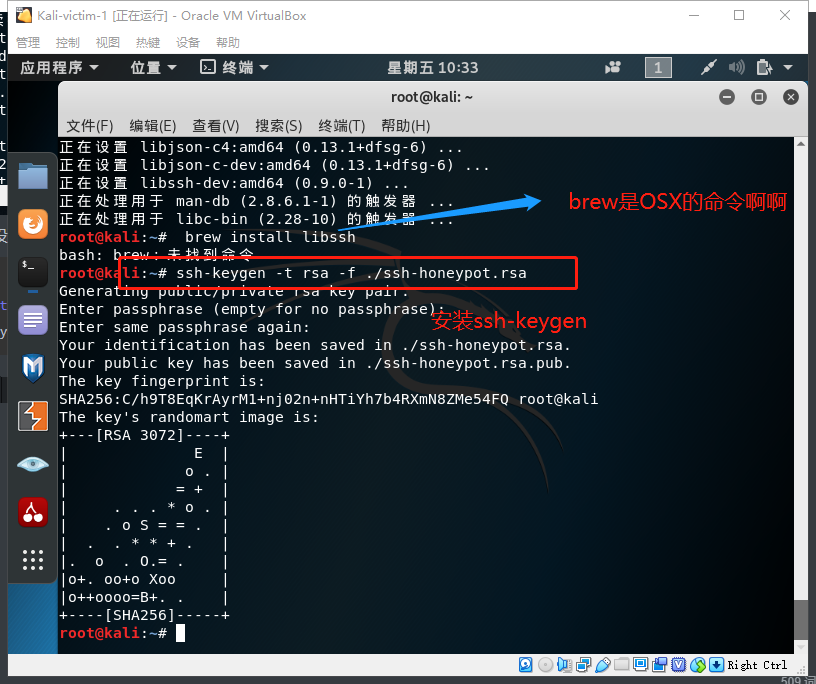 Kali-victim-1 [正在运行] - Oracle VM VirtualBox
管理 控制 视图 热键 设备 帮助
应用程序 位置 终端 星期五 10:33 1
root@kali: ~
文件(F) 编辑(E) 查看(V) 搜索(S) 终端(T) 帮助(H)
正在设置 libjson-c4:amd64 (0.13.1+dfsg-6) ...
正在设置 libjson-c-dev:amd64 (0.13.1+dfsg-6) ...
正在设置 libssh-dev:amd64 (0.9.0-1) ...
正在处理用于 man-db (2.8.6.1-1) 的触发器 ...
正在处理用于 libc-bin (2.28-10) 的触发器 ...
brew是OSX的命令啊啊
root@kali:~#  brew install libssh
bash: brew：未找到命令
root@kali:~# ssh-keygen -t rsa -f ./ssh-honeypot.rsa
Generating public/private rsa key pair.
Enter passphrase (empty for no passphrase):
安装ssh-keygen
Enter same passphrase again:
Your identification has been saved in ./ssh-honeypot.rsa.
Your public key has been saved in ./ssh-honeypot.rsa.pub.
The key fingerprint is:
SHA256:C/h9T8EqKrAyrM1+nj02n+nHTiYh7b4RXmN8ZMe54FQ root@kali
The key's randomart image is:
+---[RSA 3072]----+
|              E  |
|             o . |
|            = +  |
|     . . . * o . |
|    . o S = = .  |
|  .  . * * + .   |
|.  o  . O.= .    |
|o+. oo+o Xoo     |
|o++oooo=B+. .    |
+----[SHA256]-----+
root@kali:~#
Right Ctrl
509 词